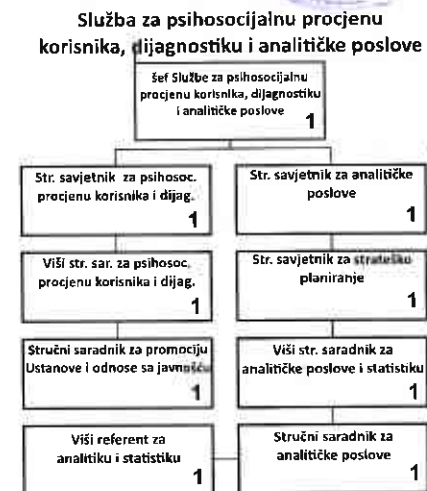 Služba za psihosocijalnu procjenu
korisnika, dijagnostiku i analitičke poslove
šef Službe za psihosocijalnu
procjenu korisnika, dijagnostiku
i analitičke poslove
1
Str. savjetnik za psihosoc.
procjenu korisnika i dijag.
1
Str. savjetnik za analitičke
poslove
1
Viši str. sar. za psihosoc.
procjenu korisnika i dijag.
1
Str. savjetnik za strateško
planiranje
1
Stručni saradnik za promociju
Ustanove i odnose sa javnošću
1
Viši str. saradnik za
analitičke poslove i statistiku
1
Viši referent za
analitiku i statistiku
1
Stručni saradnik za
analitičke poslove
1